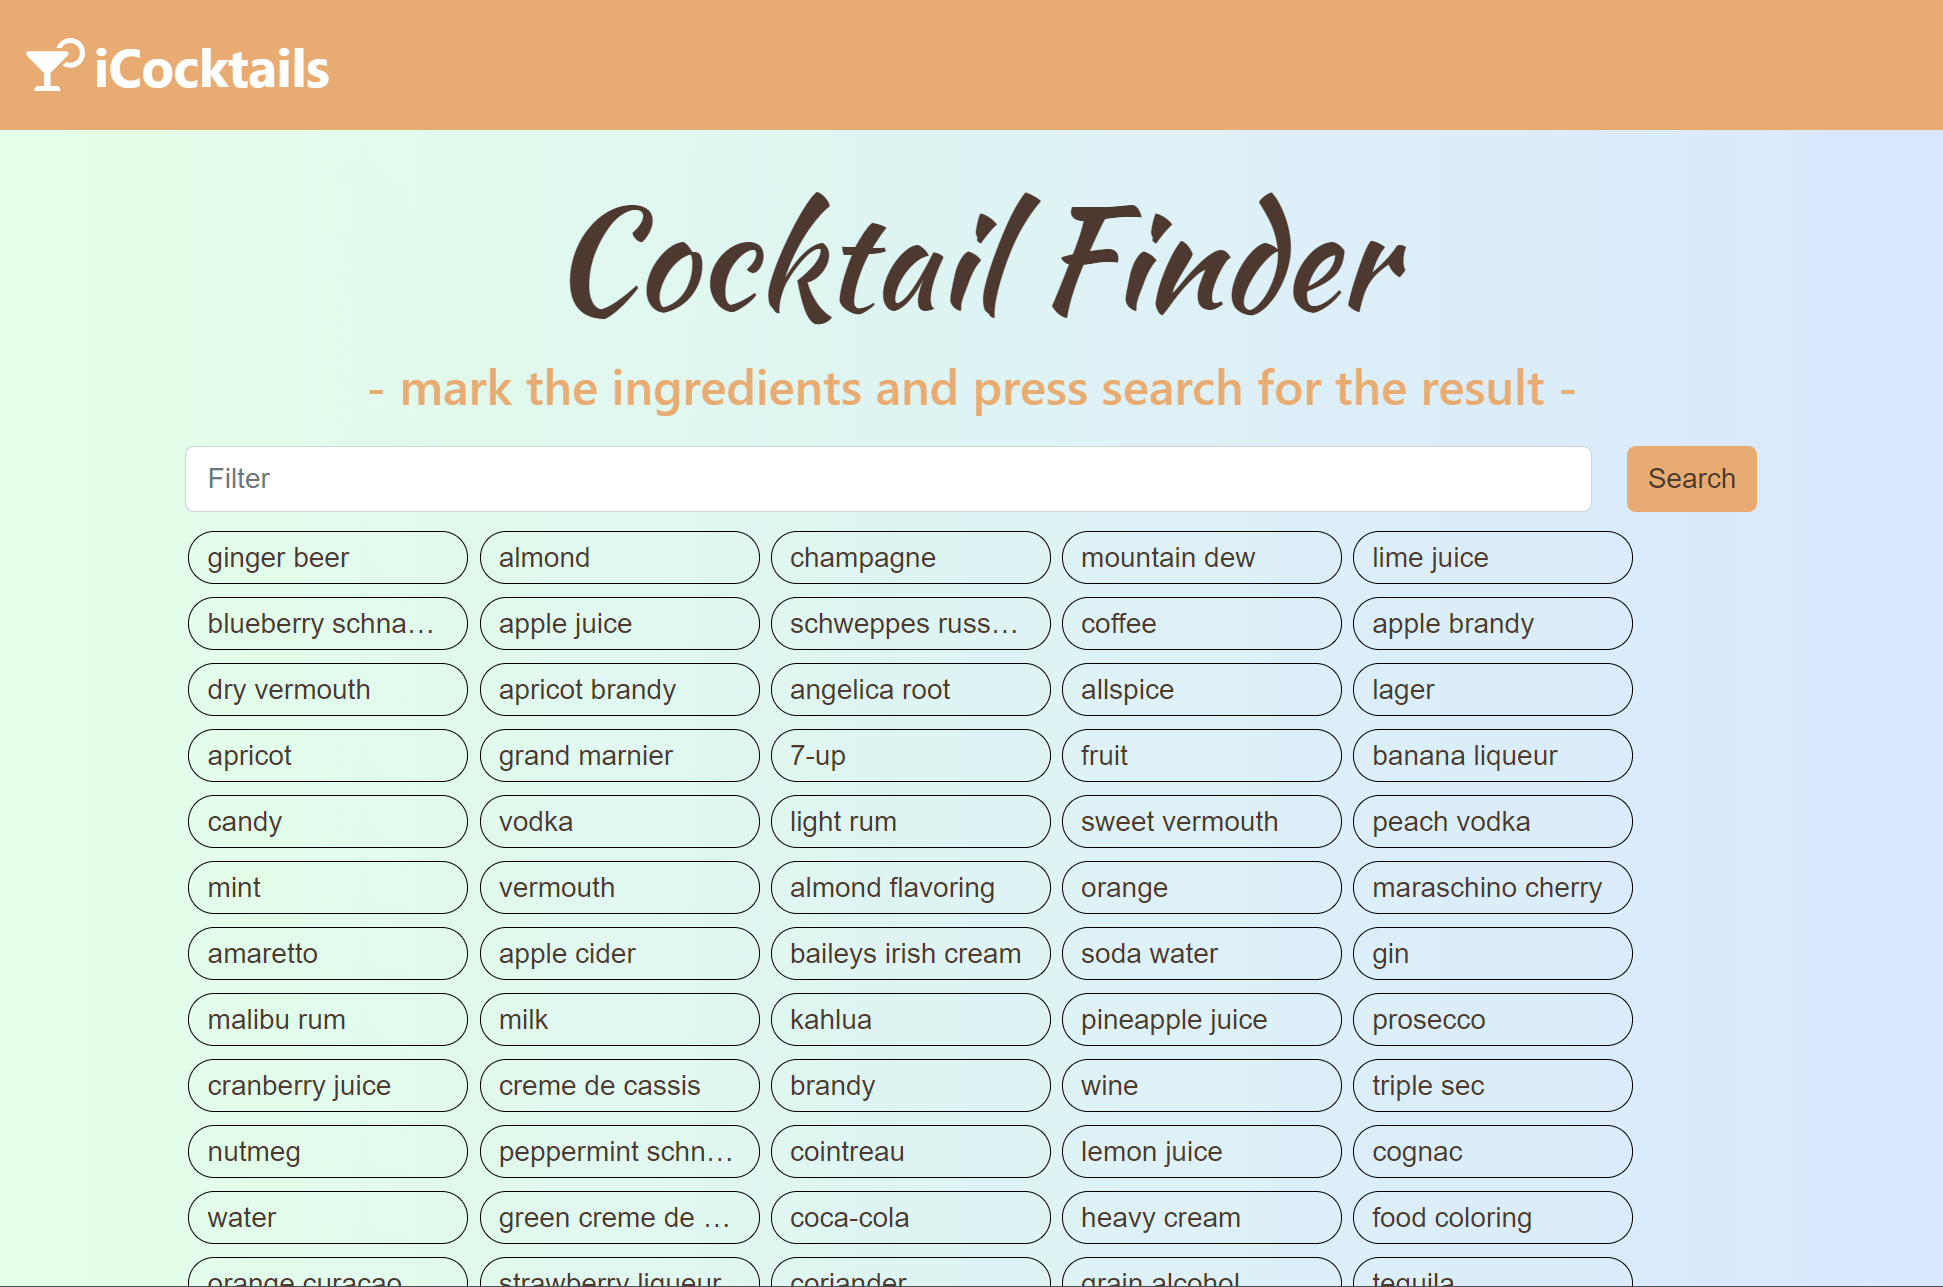 iCocktails
Cocktail Finder
- mark the ingredients and press search for the result -
Filter Search
ginger beer almond champagne mountain dew lime juice
blueberry schna... apple juice schweppes russ... coffee apple brandy
dry vermouth apricot brandy angelica root allspice lager
apricot grand marnier 7-up fruit banana liqueur
candy vodka light rum sweet vermouth peach vodka
mint vermouth almond flavoring orange maraschino cherry
amaretto apple cider baileys irish cream soda water gin
malibu rum milk kahlua pineapple juice prosecco
cranberry juice creme de cassis brandy wine triple sec
nutmeg peppermint schn... cointreau lemon juice cognac
water green creme de ... coca-cola heavy cream food coloring
orange curacao strawberry liqueur coriander grain alcohol tequila